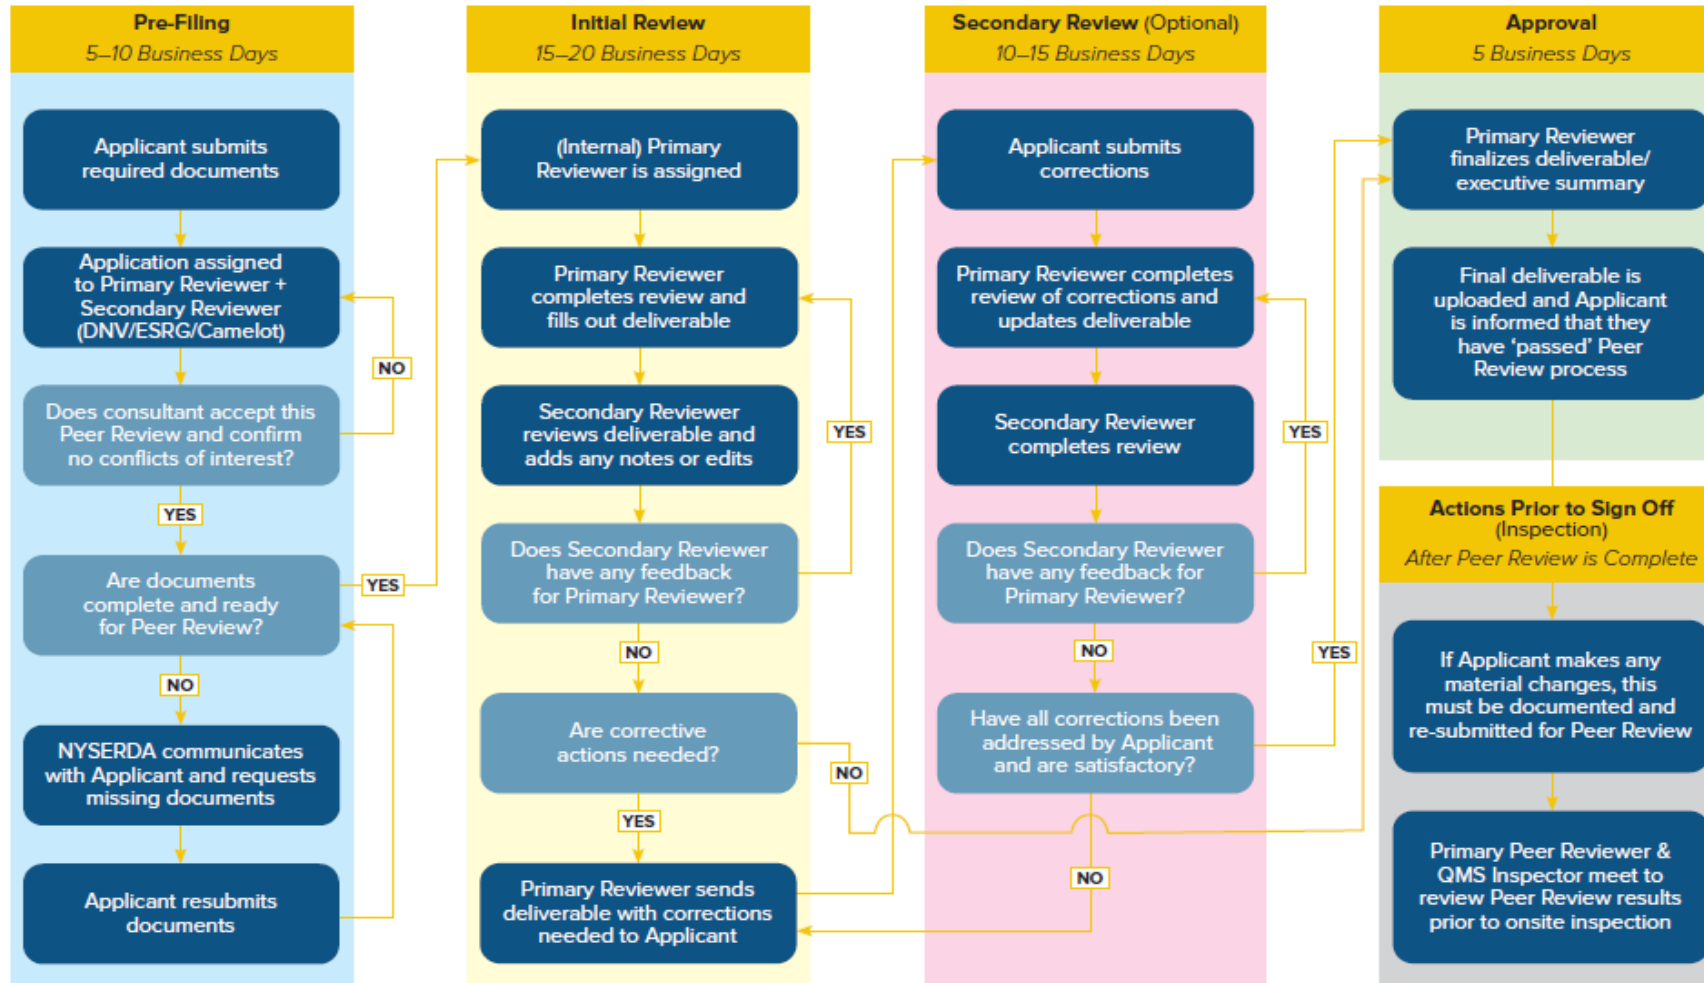 Pre-Filing
5–10 Business Days
Applicant submits
required documents
Application assigned
to Primary Reviewer +
Secondary Reviewer
(DNV/ESRG/Camelot)
NO
Does consultant accept this
Peer Review and confirm
no conflicts of interest?
YES
Are documents
complete and ready
for Peer Review?
YES
NO
NYSERDA communicates
with Applicant and requests
missing documents
Applicant resubmits
documents
Initial Review
15–20 Business Days
(Internal) Primary
Reviewer is assigned
Primary Reviewer
completes review and
fills out deliverable
Secondary Reviewer
reviews deliverable and
adds any notes or edits
YES
Does Secondary Reviewer
have any feedback
for Primary Reviewer?
NO
Are corrective
actions needed?
NO
YES
Primary Reviewer sends
deliverable with corrections
needed to Applicant
Secondary Review (Optional)
10–15 Business Days
Applicant submits
corrections
Primary Reviewer completes
review of corrections and
updates deliverable
Secondary Reviewer
completes review
YES
Does Secondary Reviewer
have any feedback for
Primary Reviewer?
NO
Have all corrections been
addressed by Applicant
and are satisfactory?
YES
NO
Approval
5 Business Days
Primary Reviewer
finalizes deliverable/
executive summary
Final deliverable is
uploaded and Applicant
is informed that they
have ‘passed’ Peer
Review process
Actions Prior to Sign Off
(Inspection)
After Peer Review is Complete
If Applicant makes any
material changes, this
must be documented and
re-submitted for Peer Review
Primary Peer Reviewer &
QMS Inspector meet to
review Peer Review results
prior to onsite inspection